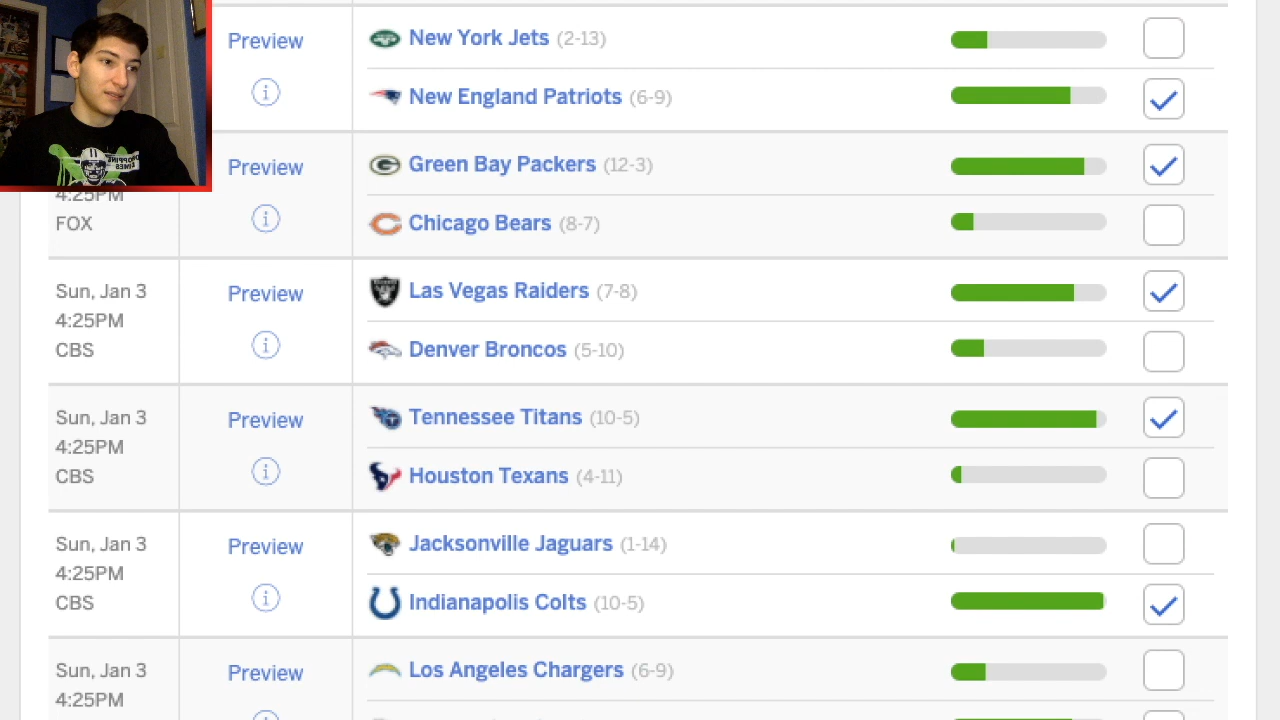 Preview
New York Jets (2-13)
New England Patriots (6-9)
4:25PM
FOX
Preview
Green Bay Packers (12-3)
Chicago Bears (8-7)
Sun, Jan 3
4:25PM
CBS
Preview
Las Vegas Raiders (7-8)
Denver Broncos (5-10)
Sun, Jan 3
4:25PM
CBS
Preview
Tennessee Titans (10-5)
Houston Texans (4-11)
Sun, Jan 3
4:25PM
CBS
Preview
Jacksonville Jaguars (1-14)
Indianapolis Colts (10-5)
Sun, Jan 3
4:25PM
Preview
Los Angeles Chargers (6-9)